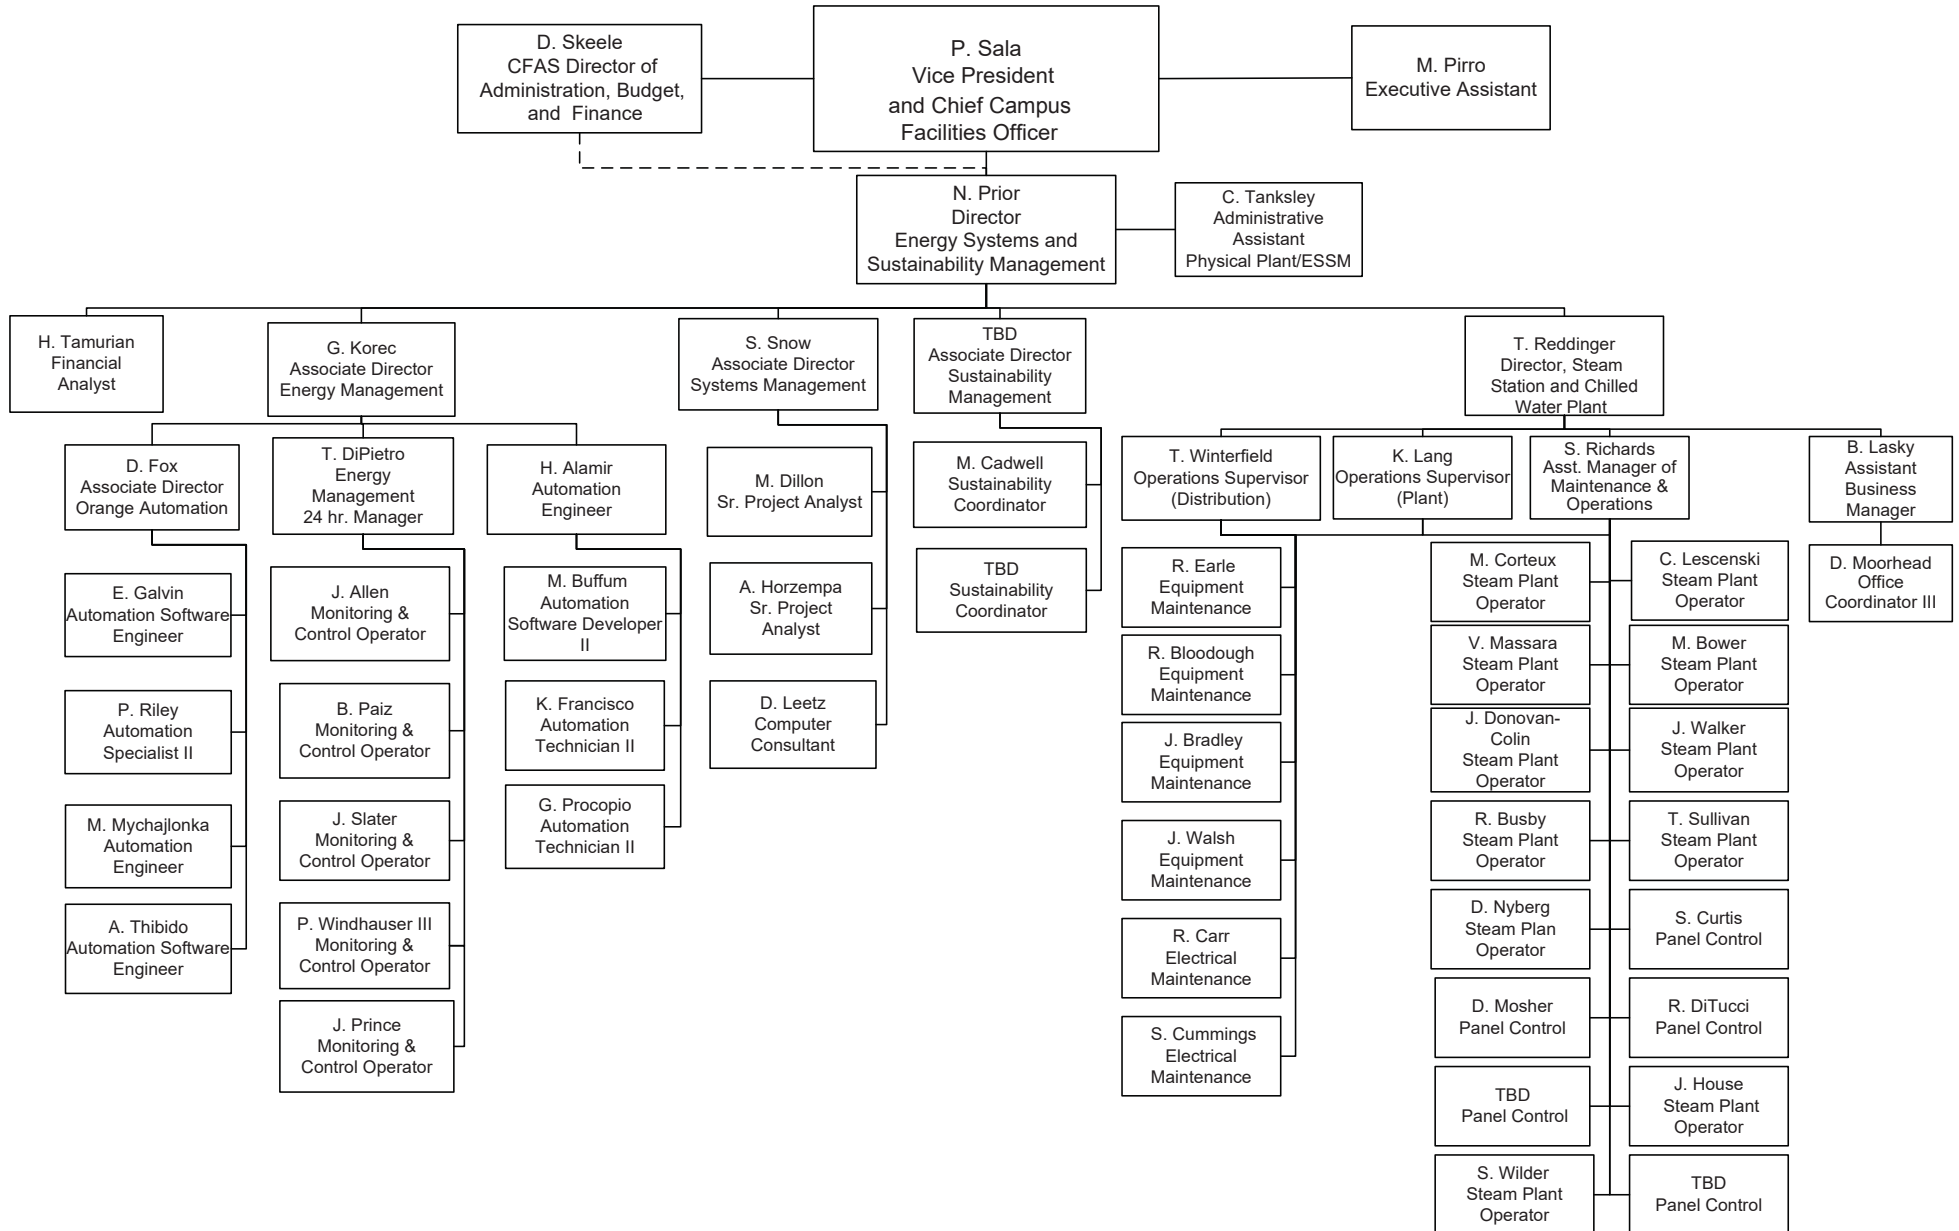 D. Skeele
CFAS Director of
Administration, Budget,
and Finance
P. Sala
Vice President
and Chief Campus
Facilities Officer
M. Pirro
Executive Assistant
N. Prior
Director
Energy Systems and
Sustainability Management
C. Tanksley
Administrative
Assistant
Physical Plant/ESSM
H. Tamurian
Financial
Analyst
G. Korec
Associate Director
Energy Management
S. Snow
Associate Director
Systems Management
TBD
Associate Director
Sustainability
Management
T. Reddinger
Director, Steam
Station and Chilled
Water Plant
D. Fox
Associate Director
Orange Automation
T. DiPietro
Energy
Management
24 hr. Manager
H. Alamir
Automation
Engineer
M. Dillon
Sr. Project Analyst
M. Cadwell
Sustainability
Coordinator
T. Winterfield
Operations Supervisor
(Distribution)
K. Lang
Operations Supervisor
(Plant)
S. Richards
Asst. Manager of
Maintenance &
Operations
B. Lasky
Assistant
Business
Manager
E. Galvin
Automation Software
Engineer
P. Riley
Automation
Specialist II
M. Mychajlonka
Automation
Engineer
A. Thibido
Automation Software
Engineer
J. Allen
Monitoring &
Control Operator
B. Paiz
Monitoring &
Control Operator
J. Slater
Monitoring &
Control Operator
P. Windhauser III
Monitoring &
Control Operator
J. Prince
Monitoring &
Control Operator
M. Buffum
Automation
Software Developer
II
K. Francisco
Automation
Technician II
G. Procopio
Automation
Technician II
A. Horzempa
Sr. Project
Analyst
D. Leetz
Computer
Consultant
TBD
Sustainability
Coordinator
R. Earle
Equipment
Maintenance
R. Bloodough
Equipment
Maintenance
J. Bradley
Equipment
Maintenance
J. Walsh
Equipment
Maintenance
R. Carr
Electrical
Maintenance
S. Cummings
Electrical
Maintenance
M. Corteux
Steam Plant
Operator
C. Lescenski
Steam Plant
Operator
V. Massara
Steam Plant
Operator
M. Bower
Steam Plant
Operator
J. Donovan-
Colin
Steam Plant
Operator
J. Walker
Steam Plant
Operator
R. Busby
Steam Plant
Operator
T. Sullivan
Steam Plant
Operator
D. Nyberg
Steam Plan
Operator
S. Curtis
Panel Control
D. Mosher
Panel Control
R. DiTucci
Panel Control
TBD
Panel Control
J. House
Steam Plant
Operator
S. Wilder
Steam Plant
Operator
TBD
Panel Control
D. Moorhead
Office
Coordinator III